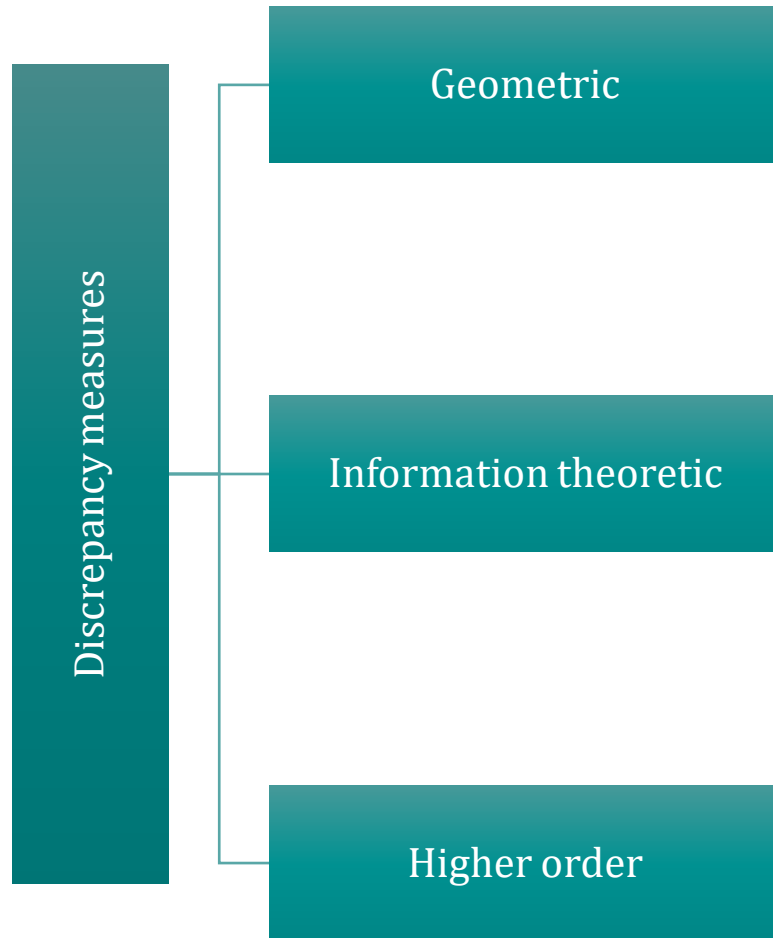 Discrepancy measures
Geometric
Information theoretic
Higher order